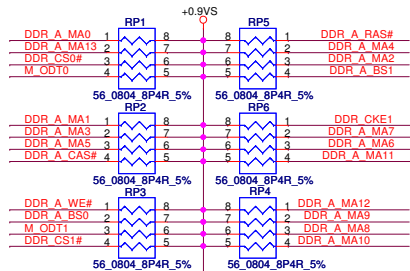 +0.9VS
RP1 RP5
DDR_A_MA0 1 8 8 1 DDR_A_RAS#
DDR_A_MA13 2 7 7 2 DDR_A_MA4
DDR_CS0# 3 6 6 3 DDR_A_MA2
M_ODT0 4 5 5 4 DDR_A_BS1
56_0804_8P4R_5% 56_0804_8P4R_5%
RP2 RP6
DDR_A_MA1 1 8 8 1 DDR_CKE1
DDR_A_MA3 2 7 7 2 DDR_A_MA7
DDR_A_MA5 3 6 6 3 DDR_A_MA6
DDR_A_CAS# 4 5 5 4 DDR_A_MA11
56_0804_8P4R_5% 56_0804_8P4R_5%
RP3 RP4
DDR_A_WE# 1 8 8 1 DDR_A_MA12
DDR_A_BS0 2 7 7 2 DDR_A_MA9
M_ODT1 3 6 6 3 DDR_A_MA8
DDR_CS1# 4 5 5 4 DDR_A_MA10
56_0804_8P4R_5% 56_0804_8P4R_5%